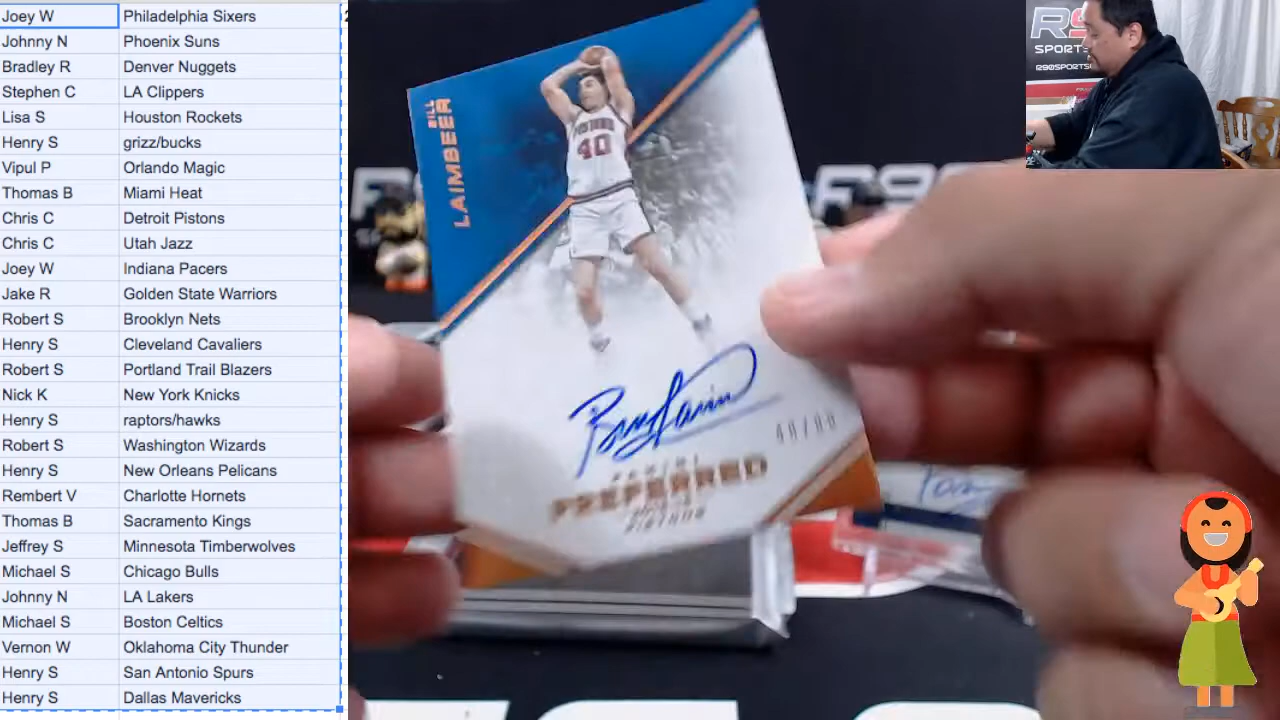 Joey W Philadelphia Sixers
Johnny N Phoenix Suns
Bradley R Denver Nuggets
Stephen C LA Clippers
Lisa S Houston Rockets
Henry S grizz/bucks
Vipul P Orlando Magic
Thomas B Miami Heat
Chris C Detroit Pistons
Chris C Utah Jazz
Joey W Indiana Pacers
Jake R Golden State Warriors
Robert S Brooklyn Nets
Henry S Cleveland Cavaliers
Robert S Portland Trail Blazers
Nick K New York Knicks
Henry S raptors/hawks
Robert S Washington Wizards
Henry S New Orleans Pelicans
Rembert V Charlotte Hornets
Thomas B Sacramento Kings
Jeffrey S Minnesota Timberwolves
Michael S Chicago Bulls
Johnny N LA Lakers
Michael S Boston Celtics
Vernon W Oklahoma City Thunder
Henry S San Antonio Spurs
Henry S Dallas Mavericks
BILL
LAIMBEER
PISTONS
40
PANINI
PREFERRED
SPORTS
R90SPORTS